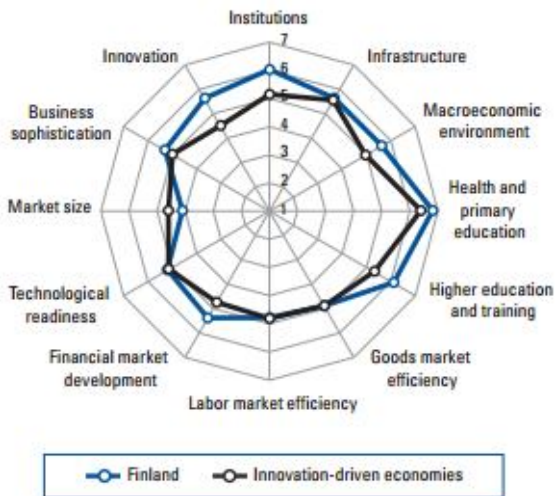 Institutions
7
6
5
4
3
2
1
Infrastructure
Macroeconomic
environment
Health and
primary
education
Higher education
and training
Goods market
efficiency
Labor market efficiency
Financial market
development
Technological
readiness
Market size
Business
sophistication
Innovation
Finland
Innovation-driven economies